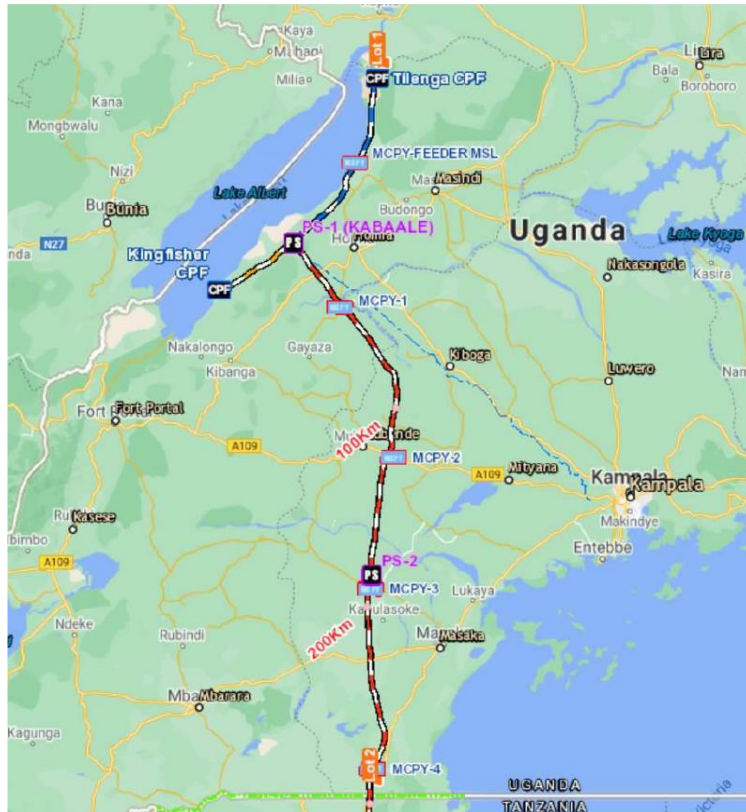 Kaya
Mahagi
Lot 1
Lira
Milia
CPF Tilenga CPF
Bala
Boroboro
Kana
Mongbwalu
MCPY-FEEDER MSL
Nizi
Masindi
Lake Albert
Budongo
Bunia
PS-1 (KABAALE)
Uganda
Lake Kyoga
N27
PS
Kasira
Kingfisher
CPF
Nakasongola
CPF
MCPY-1
Nakalongo
Gayaza
Kiboga
Kibanga
Luwero
Fort Portal
100Km
A109
MCPY-2
A109
Mityana
Kampala
Kampala
Kasese
Makindye
Entebbe
PS-2
A109
PS
MCPY-3
Lukaya
Ndeke
200Km
Rubindi
Masaka
Mbarara
Kagunga
Lot 2
MCPY-4
UGANDA
TANZANIA